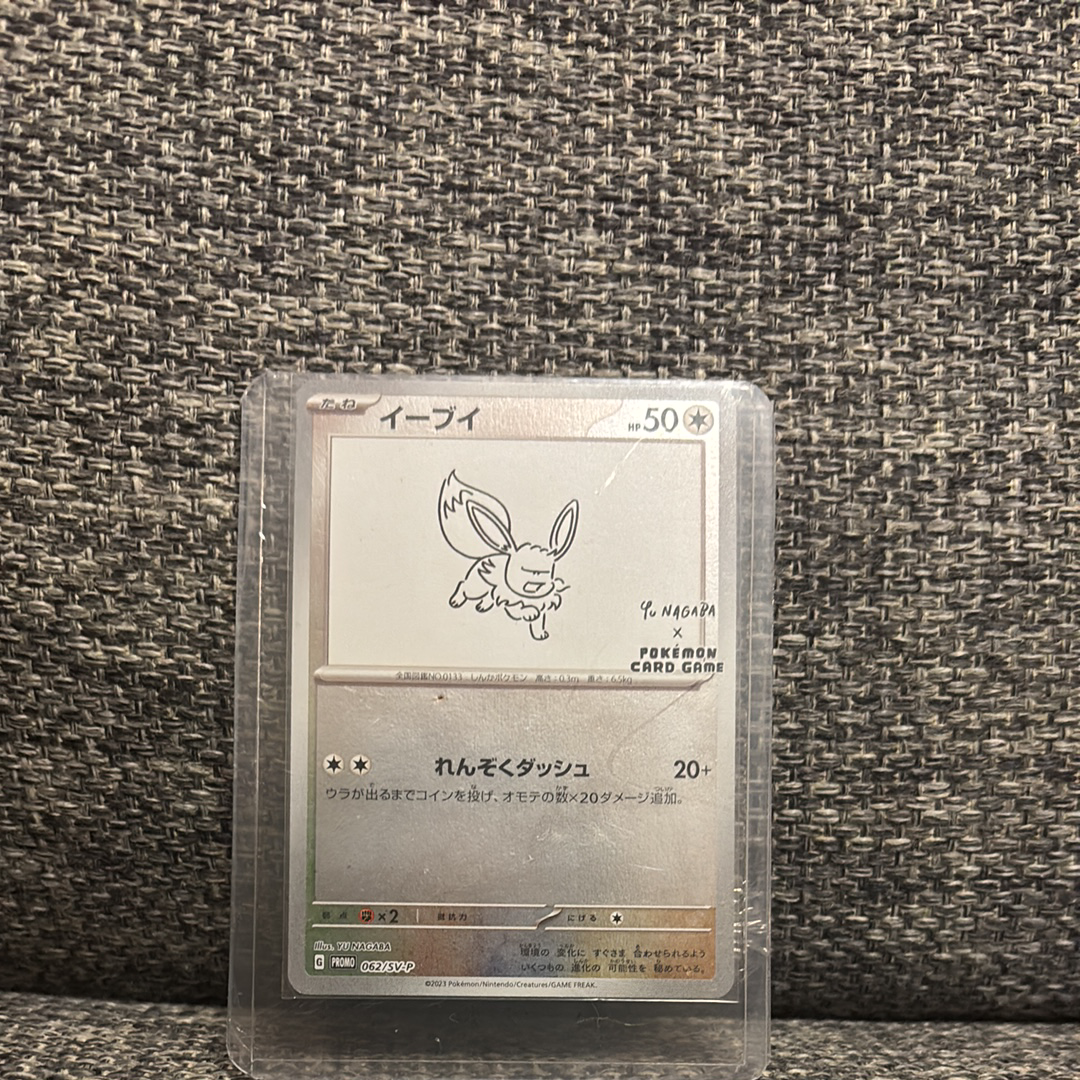 たね イーブイ HP 50
Yu NAGABA
×
POKÉMON
CARD GAME
全国図鑑NO.0133 しんかポケモン 高さ:0.3m 重さ:6.5kg
れんぞくダッシュ 20+
ウラが出るまでコインを投げ、オモテの数×20ダメージ追加。
弱点 ×2 抵抗力 にげる
Illus. YU NAGABA
環境の 変化に すぐさま 合わせられるよう
G PROMO 062/SV-P
いくつもの 進化の 可能性を 秘めている。
©2023 Pokémon/Nintendo/Creatures/GAME FREAK.